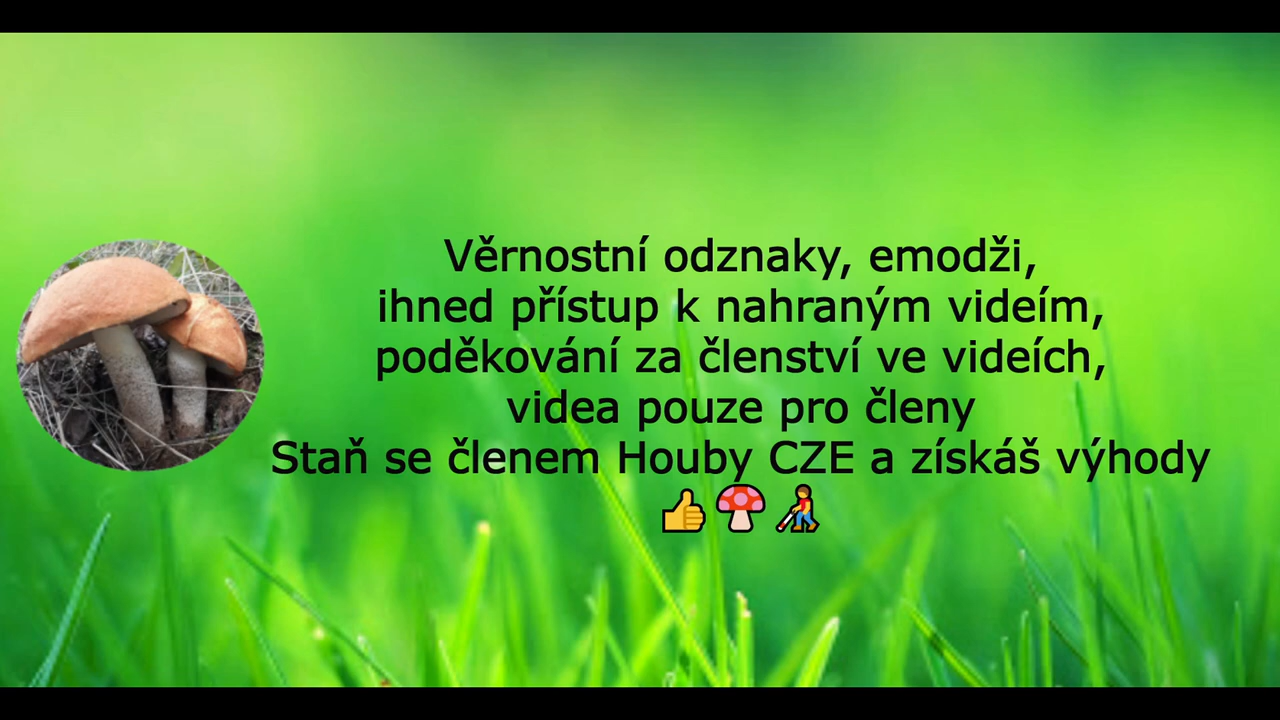 Věrnostní odznaky, emodži,
ihned přístup k nahraným videím,
poděkování za členství ve videích,
videa pouze pro členy
Staň se členem Houby CZE a získáš výhody
👍🍄👨‍🦯